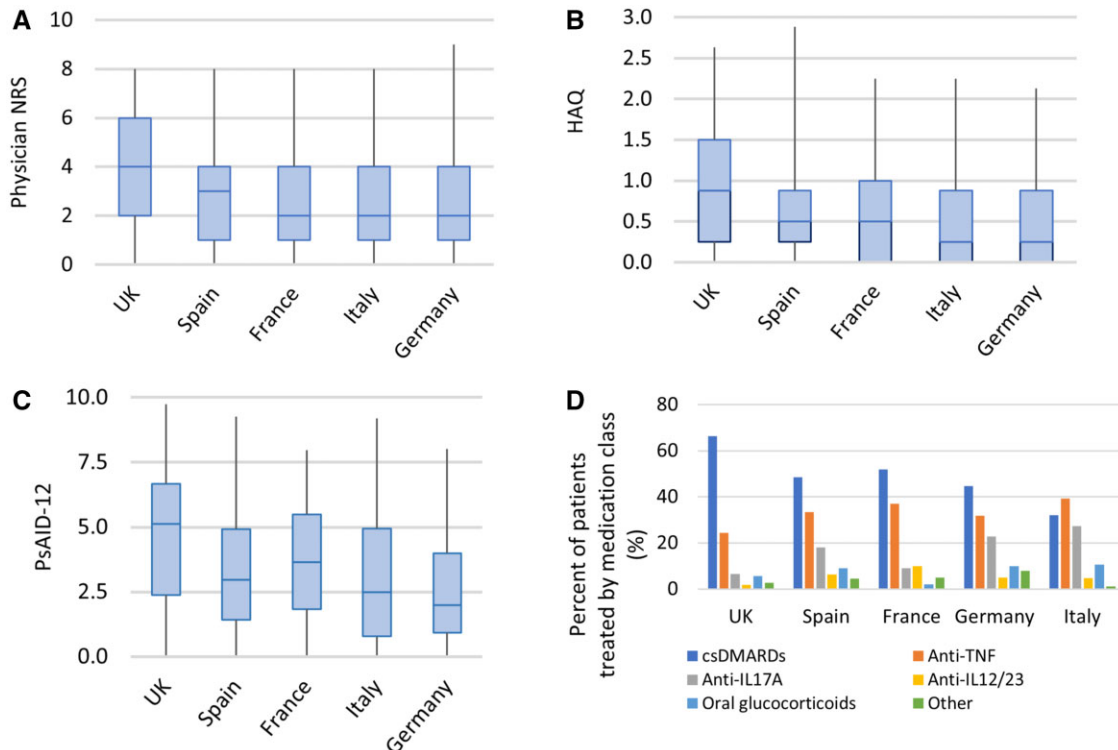 A
Physician NRS
10
8
6
4
2
0
UK
Spain
France
Italy
Germany
B
HAQ
3.0
2.5
2.0
1.5
1.0
0.5
0.0
UK
Spain
France
Italy
Germany
C
PsAID-12
10.0
7.5
5.0
2.5
0.0
UK
Spain
France
Italy
Germany
D
Percent of patients
treated by medication class
(%)
80
60
40
20
0
UK Spain France Germany Italy
csDMARDs Anti-TNF
Anti-IL17A Anti-IL12/23
Oral glucocorticoids Other